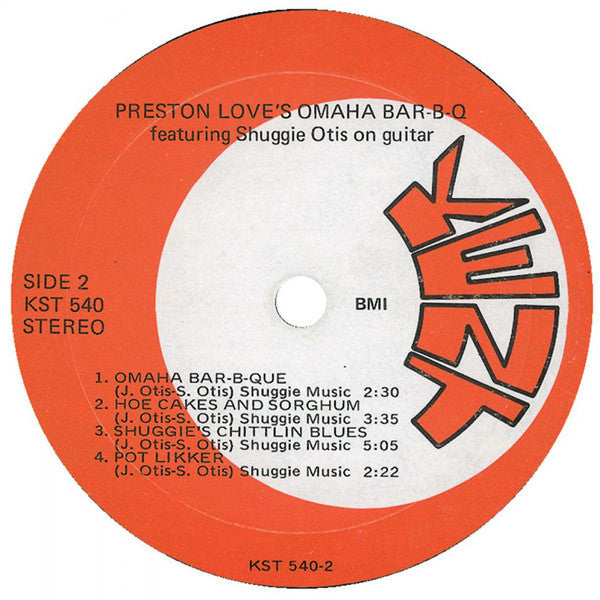 PRESTON LOVE'S OMAHA BAR-B-Q
featuring Shuggie Otis on guitar
KENT
SIDE 2
KST 540
STEREO
BMI
1. OMAHA BAR-B-QUE
(J. Otis-S. Otis) Shuggie Music 2:30
2. HOE CAKES AND SORGHUM
(J. Otis-S. Otis) Shuggie Music 3:35
3. SHUGGIE'S CHITTLIN BLUES
(J. Otis-S. Otis) Shuggie Music 5:05
4. POT LIKKER
(J. Otis-S. Otis) Shuggie Music 2:22
KST 540-2